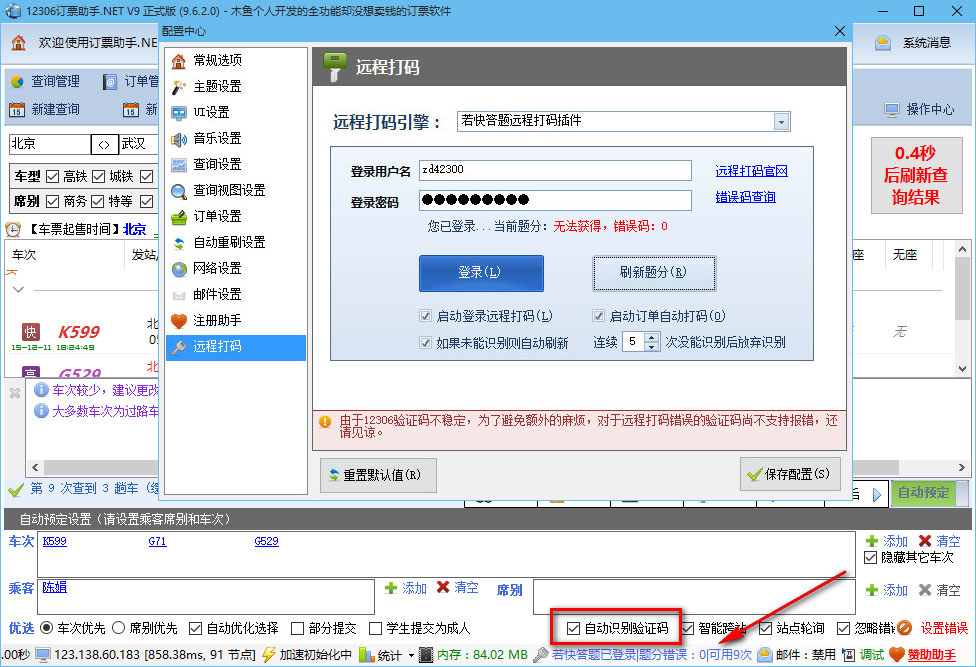 12306订票助手.NET V9 正式版 (9.6.2.0) - 木鱼个人开发的全功能却没想卖钱的订票软件
欢迎使用订票助手.NE
系统消息
配置中心
查询管理
订单管
新建查询
操作中心
北京
<>
武汉
车型 高铁 城铁
席别 商务 特等
【车票起售时间】北京
车次
发站/
无座
快 K599
15-12-11 18:24:49
G529
无
0.4秒
后刷新查
询结果
车次较少，建议更改
大多数车次为过路车
第 9 次查到 3 趟车
常规选项
主题设置
UI设置
音乐设置
查询设置
查询视图设置
订单设置
自动重刷设置
网络设置
邮件设置
注册助手
远程打码
远程打码
远程打码引擎：
若快答题远程打码插件
登录用户名
zd42300
远程打码官网
登录密码
●●●●●●●●●
错误码查询
您已登录...当前题分：无法获得，错误码：0
登录(L)
刷新题分(R)
启动登录远程打码(L)
启动订单自动打码(O)
如果未能识别则自动刷新
连续 5 次没能识别后放弃识别
由于12306验证码不稳定，为了避免额外的麻烦，对于远程打码错误的验证码尚不支持报错，还
请见谅。
重置默认值(R)
保存配置(S)
自动预定
自动预定设置（请设置乘客席别和车次）
车次
K599
G71
G529
添加
清空
隐藏其它车次
乘客
陈娟
添加
清空
席别
添加
清空
优选 车次优先 席别优先 自动优化选择 部分提交 学生提交为成人 自动识别验证码 智能跨站 站点轮询 忽略错误 设置错误
.00秒 123.138.60.183 [858.38ms, 91 节点] 加速初始化中 统计 内存：84.02 MB 若快答题已登录|题分错误：0|可用9次 邮件：禁用 调试 赞助助手